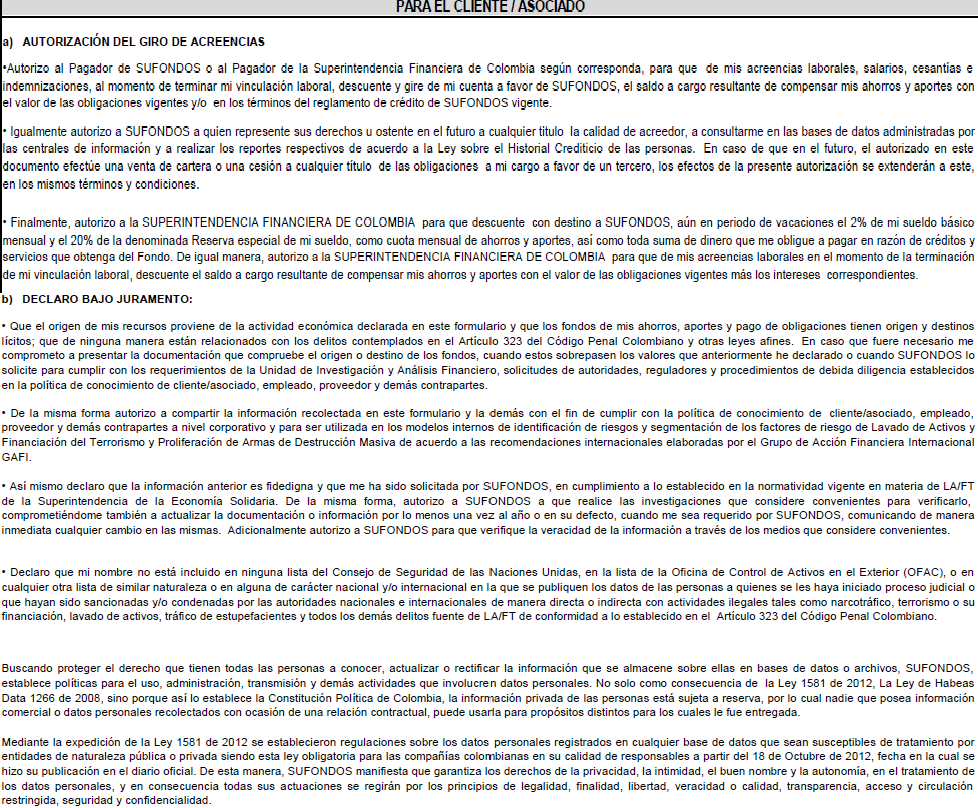 PARA EL CLIENTE / ASOCIADO
a) AUTORIZACIÓN DEL GIRO DE ACREENCIAS
•Autorizo al Pagador de SUFONDOS o al Pagador de la Superintendencia Financiera de Colombia según corresponda, para que de mis acreencias laborales, salarios, cesantías e
indemnizaciones, al momento de terminar mi vinculación laboral, descuente y gire de mi cuenta a favor de SUFONDOS, el saldo a cargo resultante de compensar mis ahorros y aportes con
el valor de las obligaciones vigentes y/o en los términos del reglamento de crédito de SUFONDOS vigente.
• Igualmente autorizo a SUFONDOS a quien represente sus derechos u ostente en el futuro a cualquier titulo la calidad de acreedor, a consultarme en las bases de datos administradas por
las centrales de información y a realizar los reportes respectivos de acuerdo a la Ley sobre el Historial Crediticio de las personas. En caso de que en el futuro, el autorizado en este
documento efectúe una venta de cartera o una cesión a cualquier título de las obligaciones a mi cargo a favor de un tercero, los efectos de la presente autorización se extenderán a este,
en los mismos términos y condiciones.
• Finalmente, autorizo a la SUPERINTENDENCIA FINANCIERA DE COLOMBIA para que descuente con destino a SUFONDOS, aún en periodo de vacaciones el 2% de mi sueldo básico
mensual y el 20% de la denominada Reserva especial de mi sueldo, como cuota mensual de ahorros y aportes, así como toda suma de dinero que me obligue a pagar en razón de créditos y
servicios que obtenga del Fondo. De igual manera, autorizo a la SUPERINTENDENCIA FINANCIERA DE COLOMBIA para que de mis acreencias laborales en el momento de la terminación
de mi vinculación laboral, descuente el saldo a cargo resultante de compensar mis ahorros y aportes con el valor de las obligaciones vigentes más los intereses correspondientes.
b) DECLARO BAJO JURAMENTO:
• Que el origen de mis recursos proviene de la actividad económica declarada en este formulario y que los fondos de mis ahorros, aportes y pago de obligaciones tienen origen y destinos
lícitos; que de ninguna manera están relacionados con los delitos contemplados en el Artículo 323 del Código Penal Colombiano y otras leyes afines. En caso que fuere necesario me
comprometo a presentar la documentación que compruebe el origen o destino de los fondos, cuando estos sobrepasen los valores que anteriormente he declarado o cuando SUFONDOS lo
solicite para cumplir con los requerimientos de la Unidad de Investigación y Análisis Financiero, solicitudes de autoridades, reguladores y procedimientos de debida diligencia establecidos
en la política de conocimiento de cliente/asociado, empleado, proveedor y demás contrapartes.
• De la misma forma autorizo a compartir la información recolectada en este formulario y la demás con el fin de cumplir con la política de conocimiento de cliente/asociado, empleado,
proveedor y demás contrapartes a nivel corporativo y para ser utilizada en los modelos internos de identificación de riesgos y segmentación de los factores de riesgo de Lavado de Activos y
Financiación del Terrorismo y Proliferación de Armas de Destrucción Masiva de acuerdo a las recomendaciones internacionales elaboradas por el Grupo de Acción Financiera Internacional
GAFI.
• Así mismo declaro que la información anterior es fidedigna y que me ha sido solicitada por SUFONDOS, en cumplimiento a lo establecido en la normatividad vigente en materia de LA/FT
de la Superintendencia de la Economía Solidaria. De la misma forma, autorizo a SUFONDOS a que realice las investigaciones que considere convenientes para verificarlo,
comprometiéndome también a actualizar la documentación o información por lo menos una vez al año o en su defecto, cuando me sea requerido por SUFONDOS, comunicando de manera
inmediata cualquier cambio en las mismas. Adicionalmente autorizo a SUFONDOS para que verifique la veracidad de la información a través de los medios que considere convenientes.
• Declaro que mi nombre no está incluido en ninguna lista del Consejo de Seguridad de las Naciones Unidas, en la lista de la Oficina de Control de Activos en el Exterior (OFAC), o en
cualquier otra lista de similar naturaleza o en alguna de carácter nacional y/o internacional en la que se publiquen los datos de las personas a quienes se les haya iniciado proceso judicial o
que hayan sido sancionadas y/o condenadas por las autoridades nacionales e internacionales de manera directa o indirecta con actividades ilegales tales como narcotráfico, terrorismo o su
financiación, lavado de activos, tráfico de estupefacientes y todos los demás delitos fuente de LA/FT de conformidad a lo establecido en el Artículo 323 del Código Penal Colombiano.
Buscando proteger el derecho que tienen todas las personas a conocer, actualizar o rectificar la información que se almacene sobre ellas en bases de datos o archivos, SUFONDOS,
establece políticas para el uso, administración, transmisión y demás actividades que involucren datos personales. No solo como consecuencia de la Ley 1581 de 2012, La Ley de Habeas
Data 1266 de 2008, sino porque así lo establece la Constitución Política de Colombia, la información privada de las personas está sujeta a reserva, por lo cual nadie que posea información
comercial o datos personales recolectados con ocasión de una relación contractual, puede usarla para propósitos distintos para los cuales le fue entregada.
Mediante la expedición de la Ley 1581 de 2012 se establecieron regulaciones sobre los datos personales registrados en cualquier base de datos que sean susceptibles de tratamiento por
entidades de naturaleza pública o privada siendo esta ley obligatoria para las compañías colombianas en su calidad de responsables a partir del 18 de Octubre de 2012, fecha en la cual se
hizo su publicación en el diario oficial. De esta manera, SUFONDOS manifiesta que garantiza los derechos de la privacidad, la intimidad, el buen nombre y la autonomía, en el tratamiento de
los datos personales, y en consecuencia todas sus actuaciones se regirán por los principios de legalidad, finalidad, libertad, veracidad o calidad, transparencia, acceso y circulación
restringida, seguridad y confidencialidad.